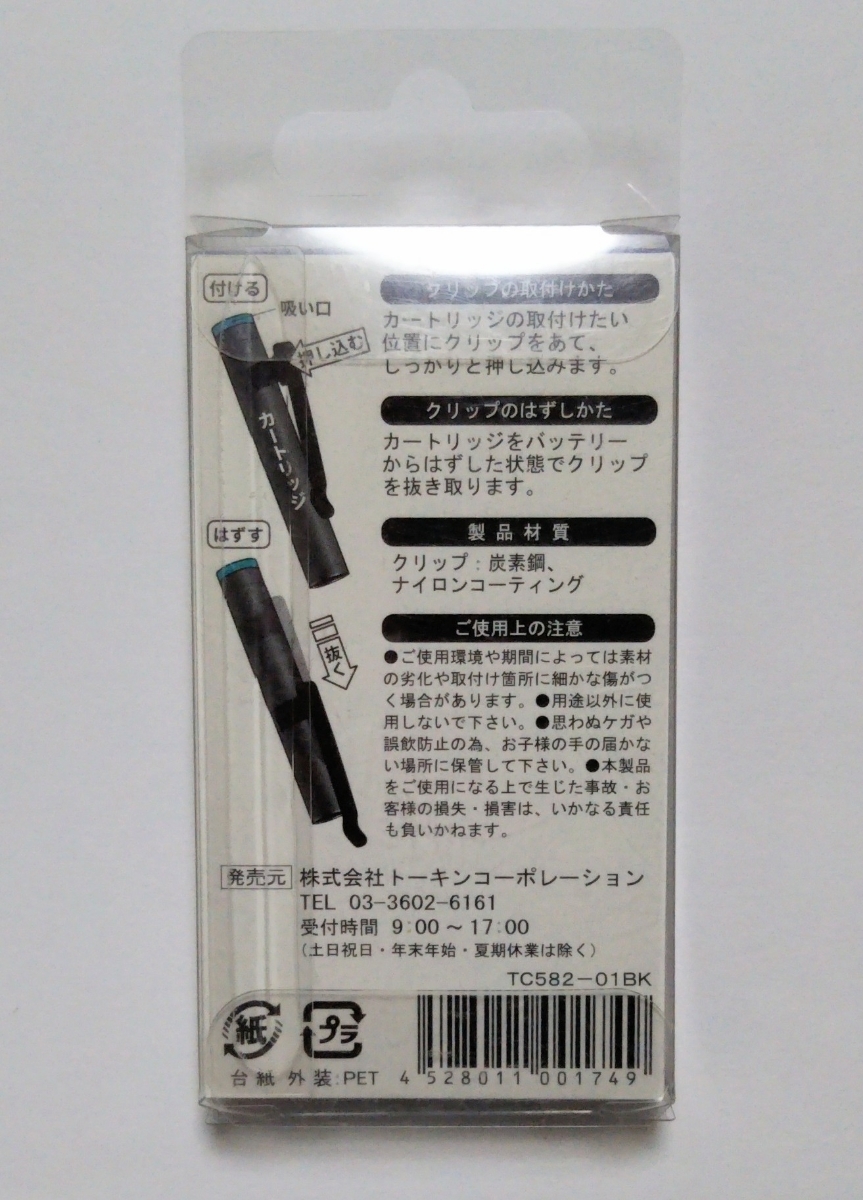 付ける
吸い口
押し込む
カートリッジ
はずす
抜く
クリップの取付けかた
カートリッジの取付けたい
位置にクリップをあて、
しっかりと押し込みます。
クリップのはずしかた
カートリッジをバッテリー
からはずした状態でクリップ
を抜き取ります。
製品材質
クリップ:炭素鋼、
ナイロンコーティング
ご使用上の注意
●ご使用環境や期間によっては素材
の劣化や取付け箇所に細かな傷がつ
く場合があります。●用途以外に使
用しないで下さい。●思わぬケガや
誤飲防止の為、お子様の手の届かな
い場所に保管して下さい。●本製品
をご使用になる上で生じた事故・お
客様の損失・損害は、いかなる責任
も負いかねます。
発売元 株式会社トーキンコーポレーション
TEL 03-3602-6161
受付時間 9:00~17:00
(土日祝日・年末年始・夏期休業は除く)
TC582-01BK
紙 プラ
台紙 外装:PET
4 528011 001749